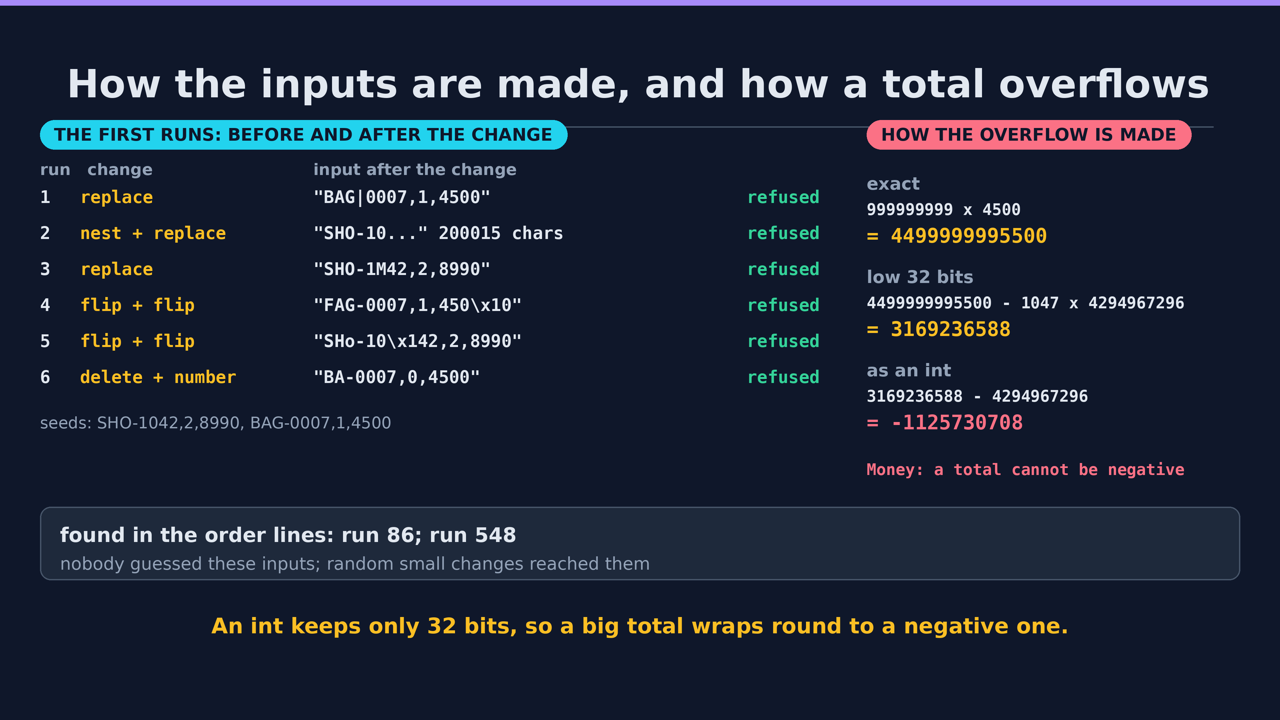 How the inputs are made, and how a total overflows
THE FIRST RUNS: BEFORE AND AFTER THE CHANGE
run change input after the change
1 replace "BAG|0007,1,4500" refused
2 nest + replace "SHO-10..." 200015 chars refused
3 replace "SHO-1M42,2,8990" refused
4 flip + flip "FAG-0007,1,450\x10" refused
5 flip + flip "SHo-10\x142,2,8990" refused
6 delete + number "BA-0007,0,4500" refused
seeds: SHO-1042,2,8990, BAG-0007,1,4500
HOW THE OVERFLOW IS MADE
exact
999999999 x 4500
= 4499999995500
low 32 bits
4499999995500 - 1047 x 4294967296
= 3169236588
as an int
3169236588 - 4294967296
= -1125730708
Money: a total cannot be negative
found in the order lines: run 86; run 548
nobody guessed these inputs; random small changes reached them
An int keeps only 32 bits, so a big total wraps round to a negative one.